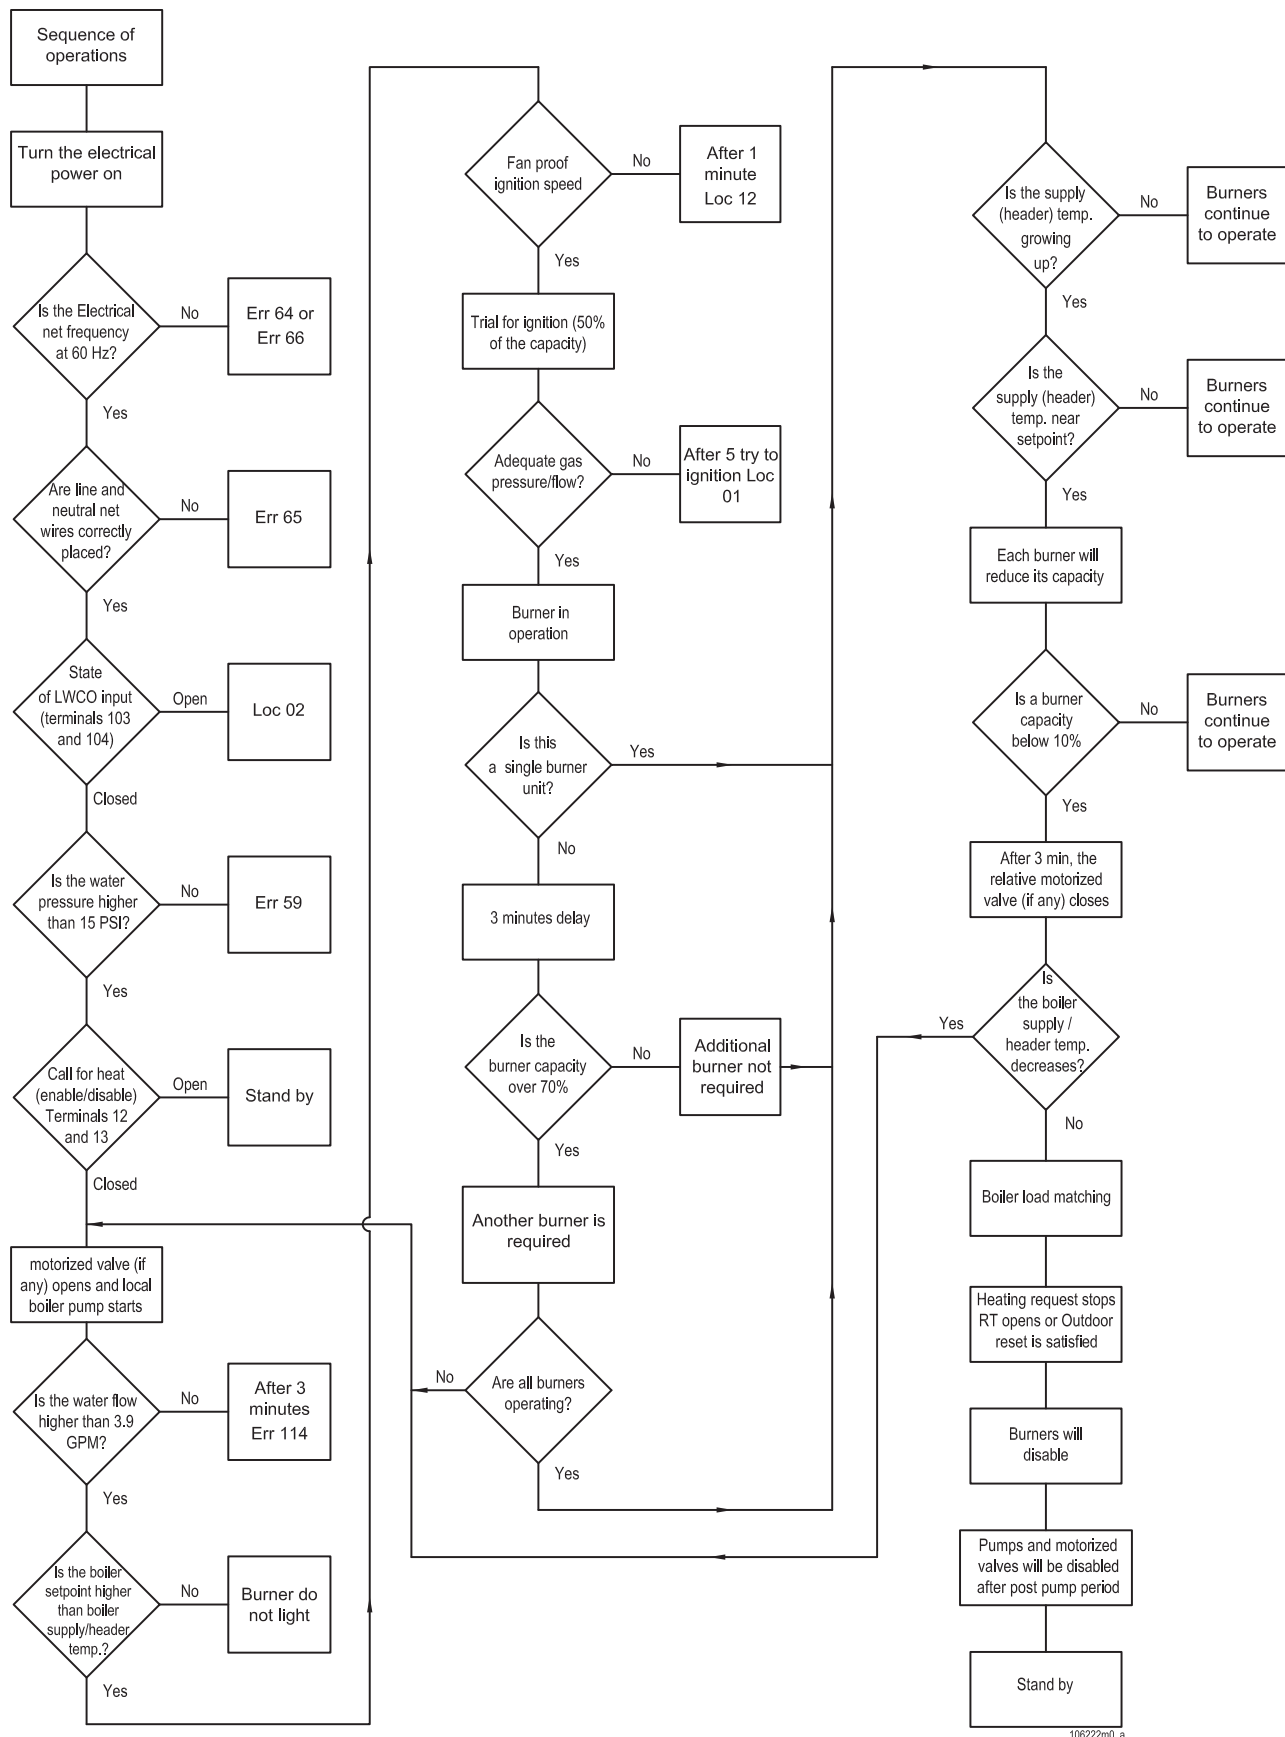 Sequence of
operations
Turn the electrical
power on
Is the Electrical
net frequency
at 60 Hz?
No
Err 64 or
Err 66
Yes
Are line and
neutral net
wires correctly
placed?
No
Err 65
Yes
State
of LWCO input
(terminals 103
and 104)
Open
Loc 02
Closed
Is the water
pressure higher
than 15 PSI?
No
Err 59
Yes
Call for heat
(enable/disable)
Terminals 12
and 13
Open
Stand by
Closed
motorized valve (if
any) opens and local
boiler pump starts
Is the water flow
higher than 3.9
GPM?
No
After 3
minutes
Err 114
Yes
Is the boiler
setpoint higher
than boiler
supply/header
temp.?
No
Burner do
not light
Yes
Fan proof
ignition speed
No
After 1
minute
Loc 12
Yes
Trial for ignition (50%
of the capacity)
Adequate gas
pressure/flow?
No
After 5 try to
ignition Loc
01
Yes
Burner in
operation
Is this
a single burner
unit?
Yes
No
3 minutes delay
Is the
burner capacity
over 70%
No
Additional
burner not
required
Yes
Another burner is
required
Are all burners
operating?
No
Yes
Is the supply
(header) temp.
growing
up?
No
Burners
continue
to operate
Yes
Is the
supply (header)
temp. near
setpoint?
No
Burners
continue
to operate
Yes
Each burner will
reduce its capacity
Is a burner
capacity
below 10%
No
Burners
continue
to operate
Yes
After 3 min, the
relative motorized
valve (if any) closes
Is
the boiler
supply /
header temp.
decreases?
Yes
No
Boiler load matching
Heating request stops
RT opens or Outdoor
reset is satisfied
Burners will
disable
Pumps and motorized
valves will be disabled
after post pump period
Stand by
106222m0_a